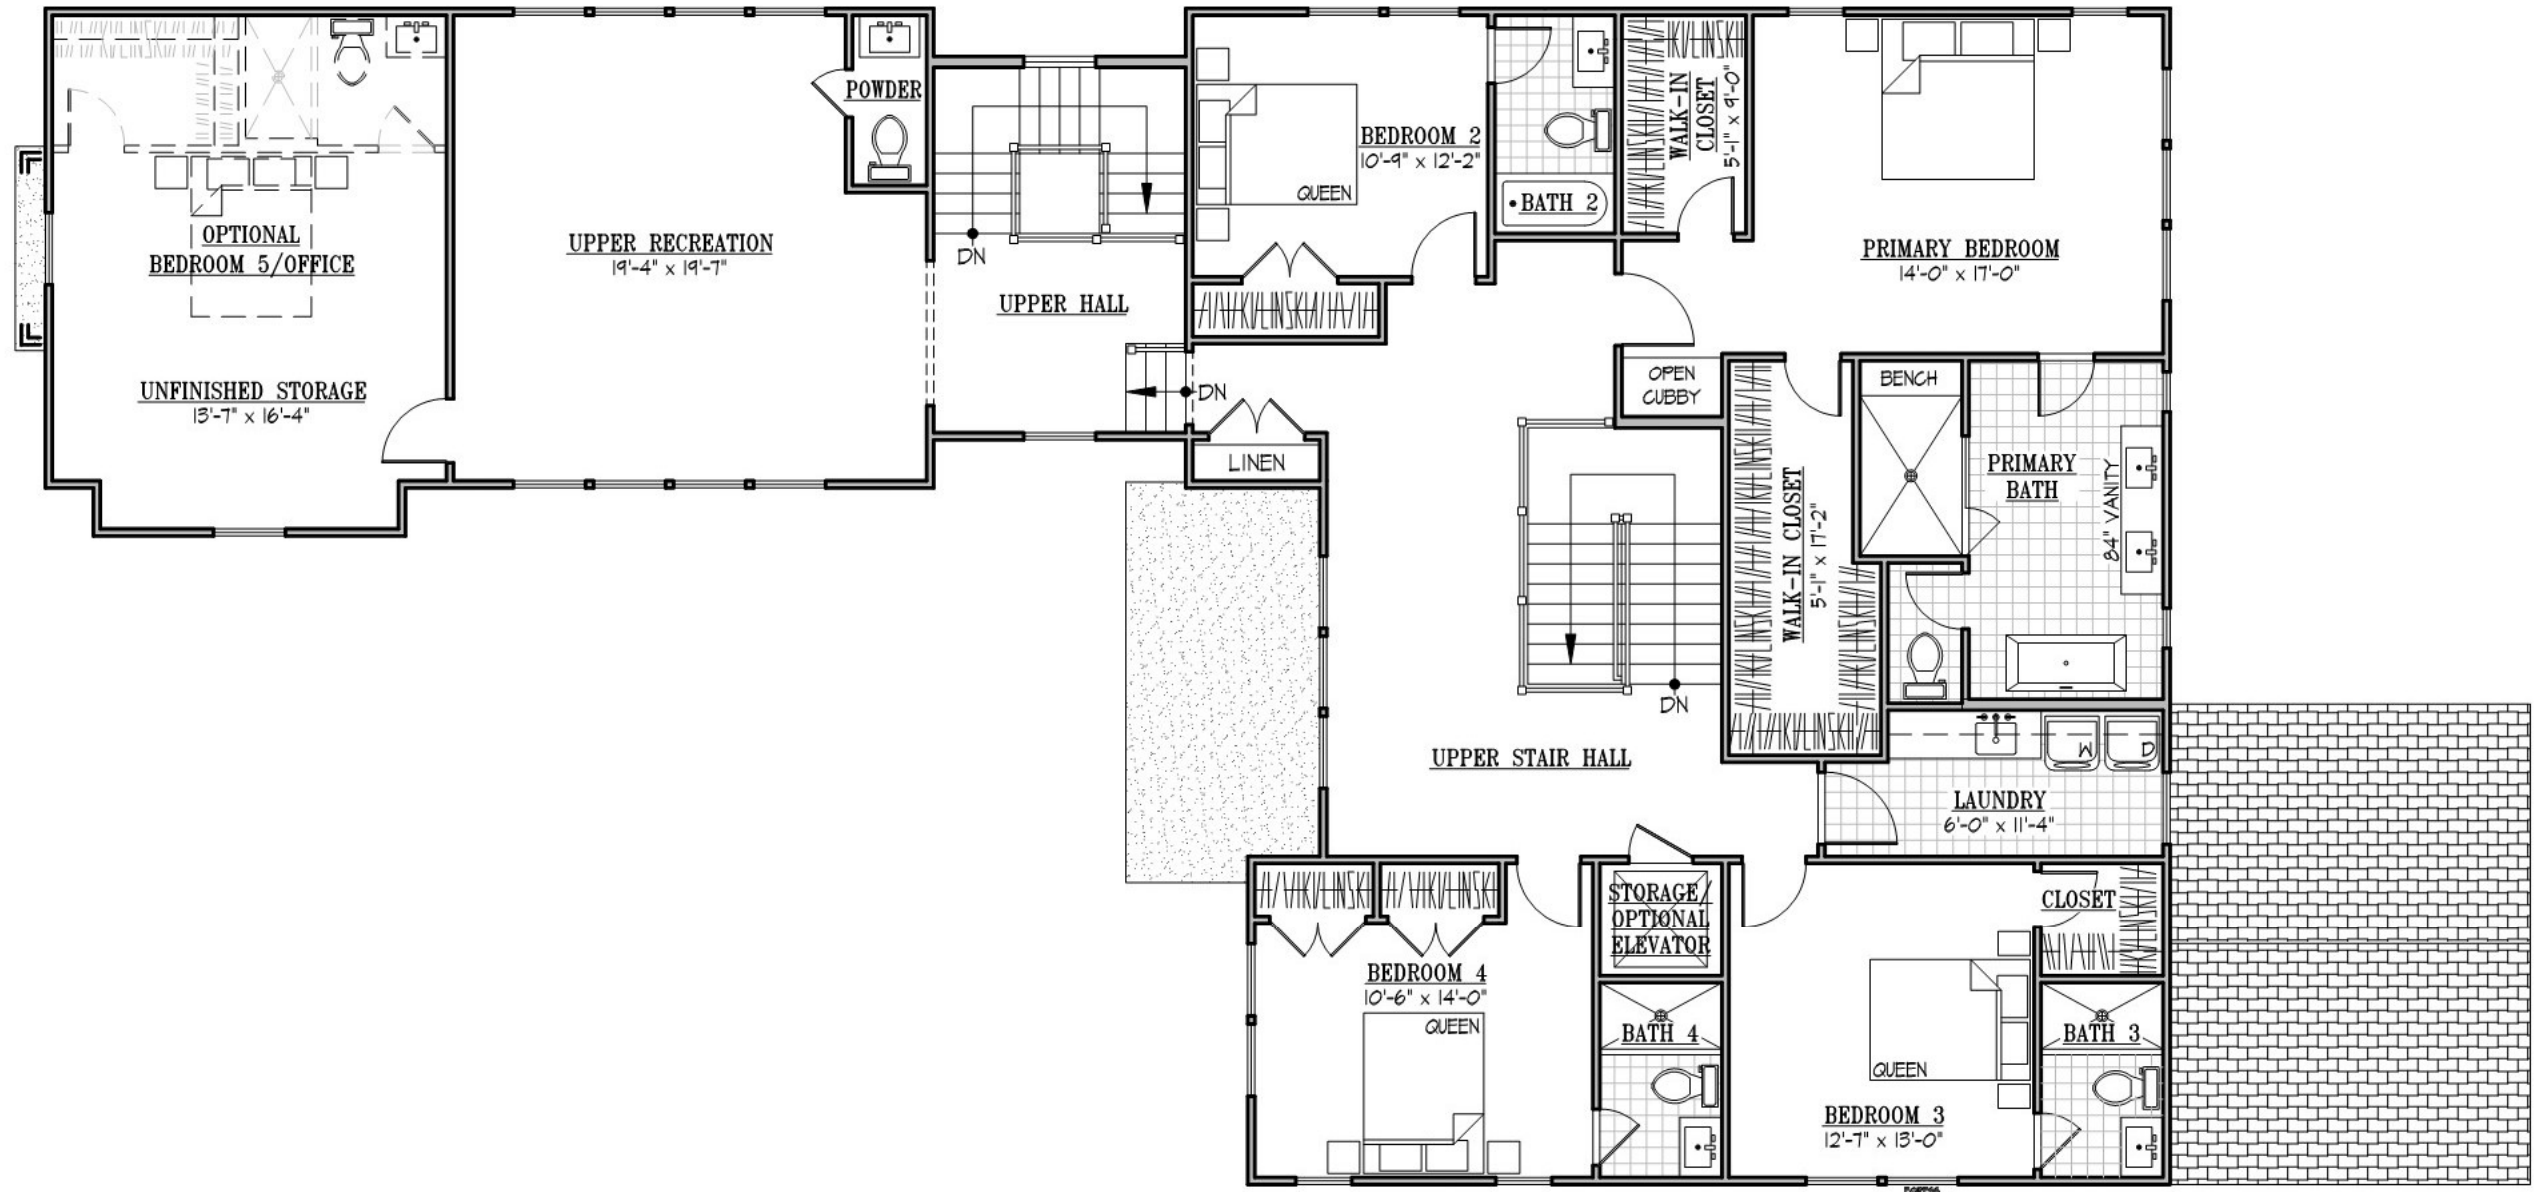 POWDER
BEDROOM 2
10'-9" x 12'-2"
QUEEN
BATH 2
WALK-IN
CLOSET
5'-1" x 9'-0"
PRIMARY BEDROOM
14'-0" x 17'-0"
OPTIONAL
BEDROOM 5/OFFICE
UPPER RECREATION
19'-4" x 19'-7"
DN
UPPER HALL
UNFINISHED STORAGE
13'-7" x 16'-4"
DN
LINEN
OPEN
CUBBY
BENCH
WALK-IN CLOSET
5'-1" x 17'-2"
PRIMARY
BATH
84" VANITY
DN
UPPER STAIR HALL
W
D
LAUNDRY
6'-0" x 11'-4"
STORAGE/
OPTIONAL
ELEVATOR
CLOSET
BEDROOM 4
10'-6" x 14'-0"
QUEEN
BATH 4
BATH 3
QUEEN
BEDROOM 3
12'-7" x 13'-0"